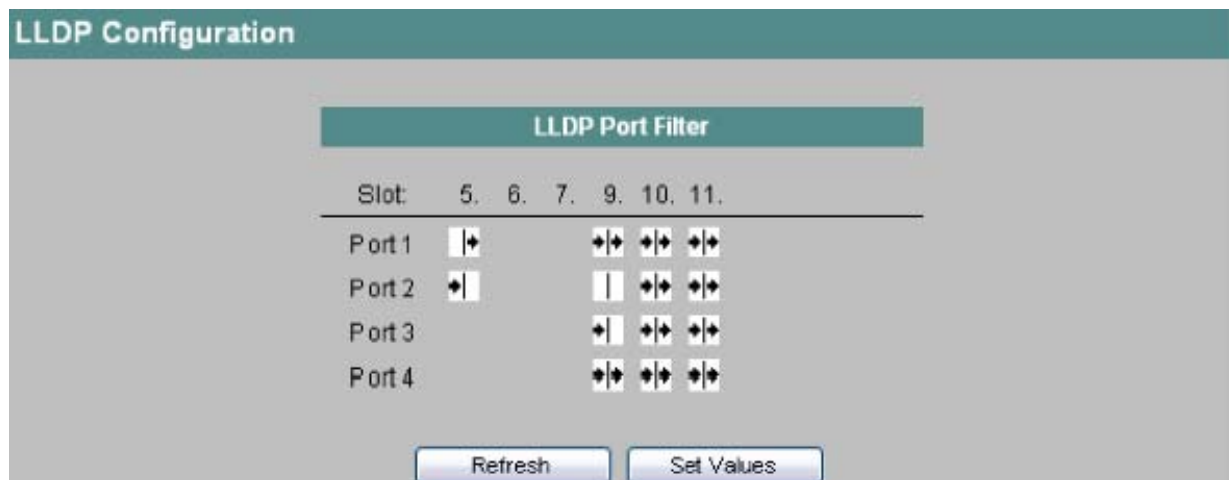 LLDP Configuration
LLDP Port Filter
Slot: 5. 6. 7. 9. 10. 11.
Port 1
Port 2
Port 3
Port 4
Refresh Set Values